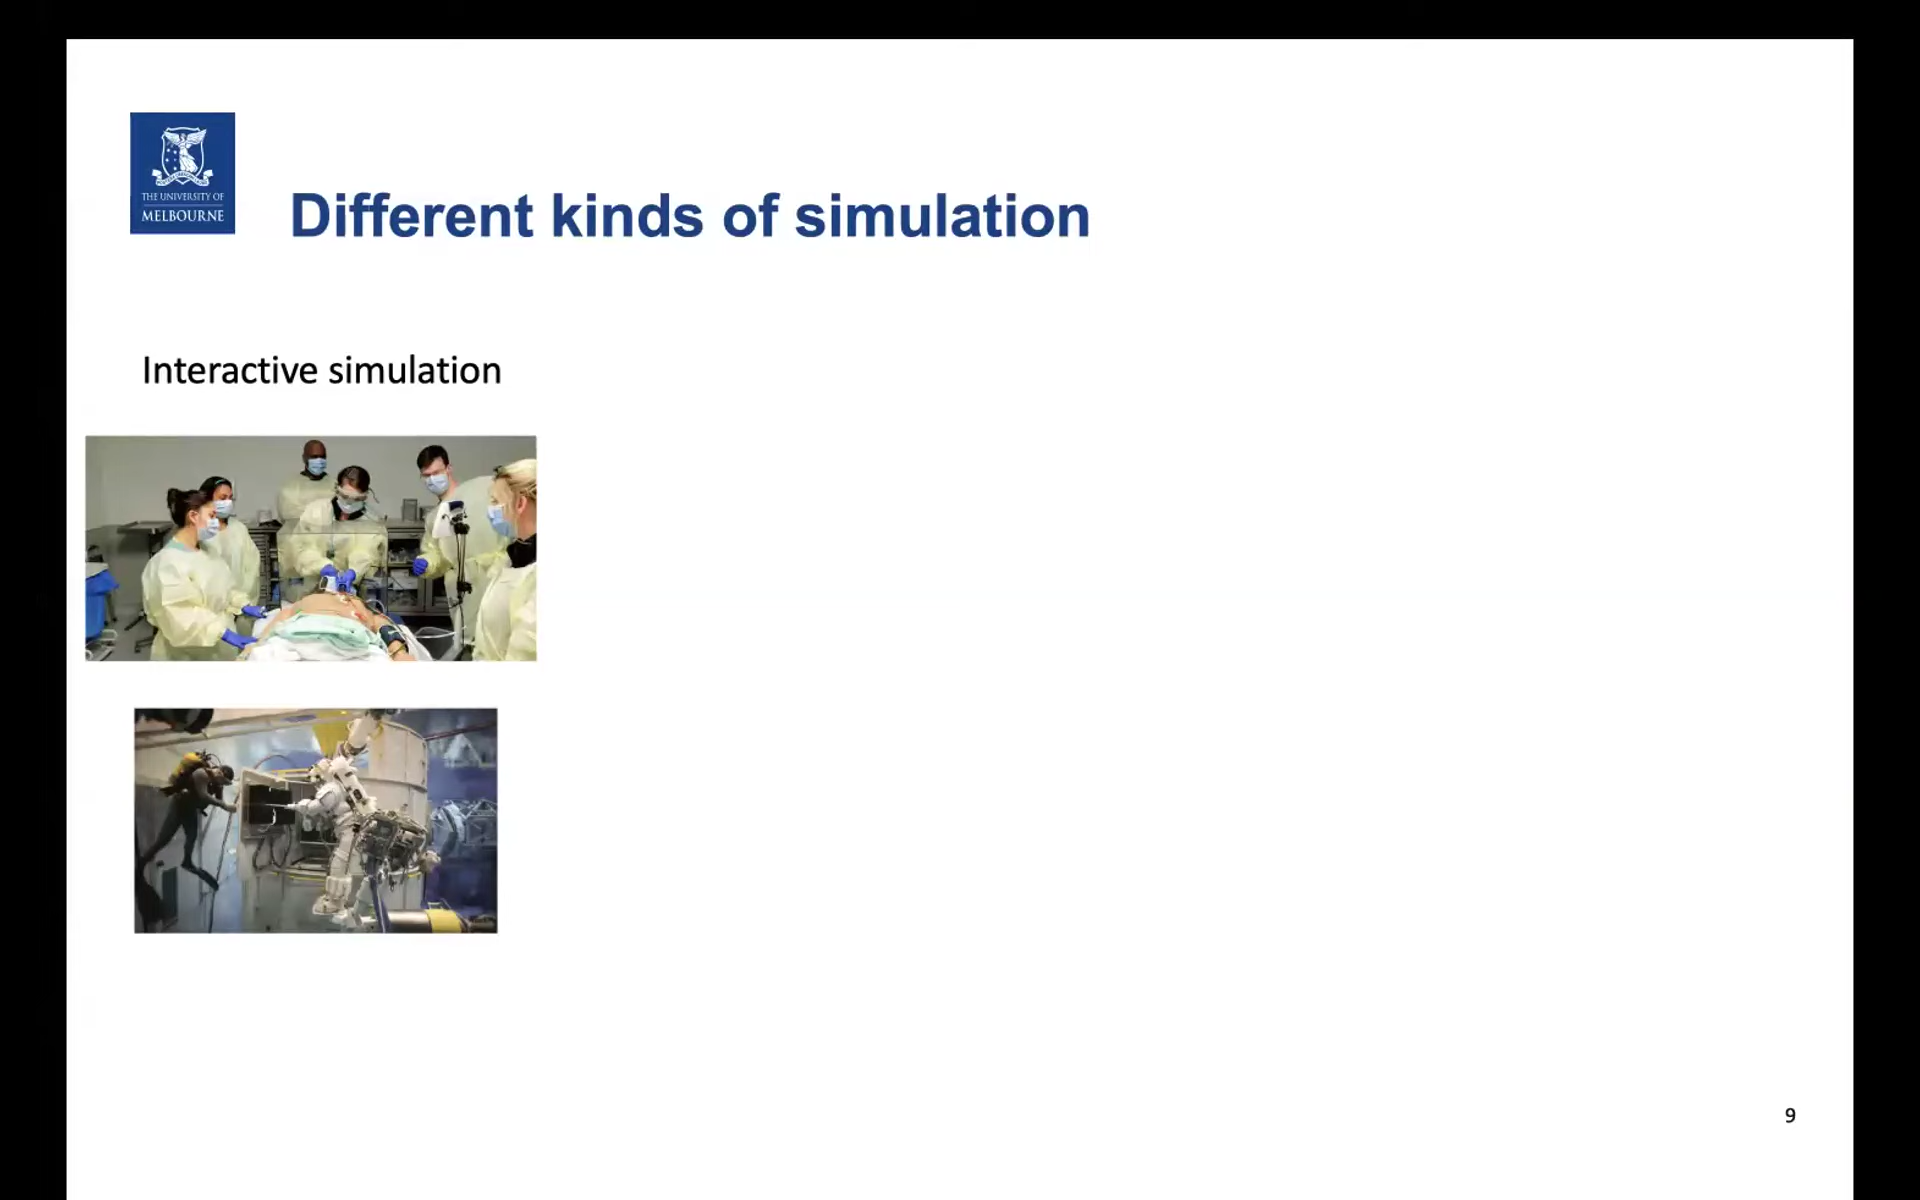 THE UNIVERSITY OF
MELBOURNE
Different kinds of simulation
Interactive simulation
9